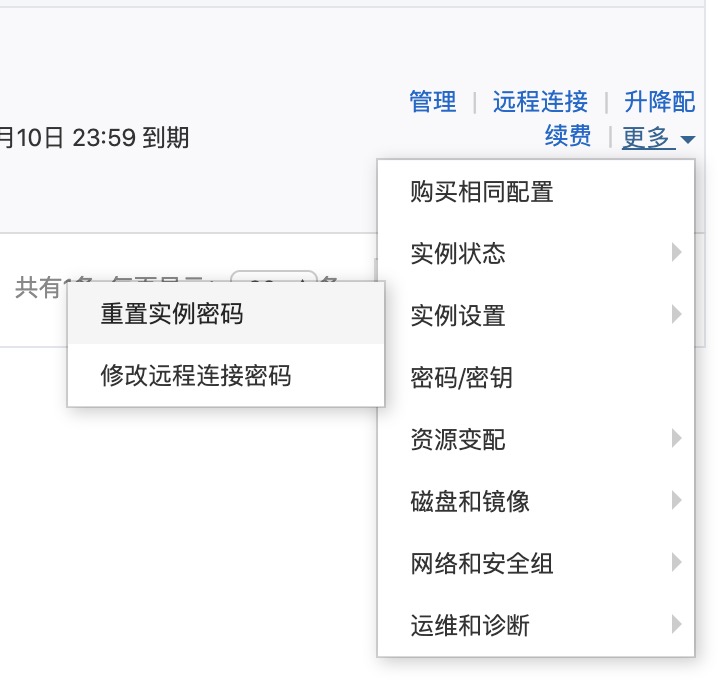 管理 | 远程连接 | 升降配
月10日 23:59 到期
续费 | 更多
购买相同配置
实例状态
共有1条
重置实例密码
实例设置
修改远程连接密码
密码/密钥
资源变配
磁盘和镜像
网络和安全组
运维和诊断